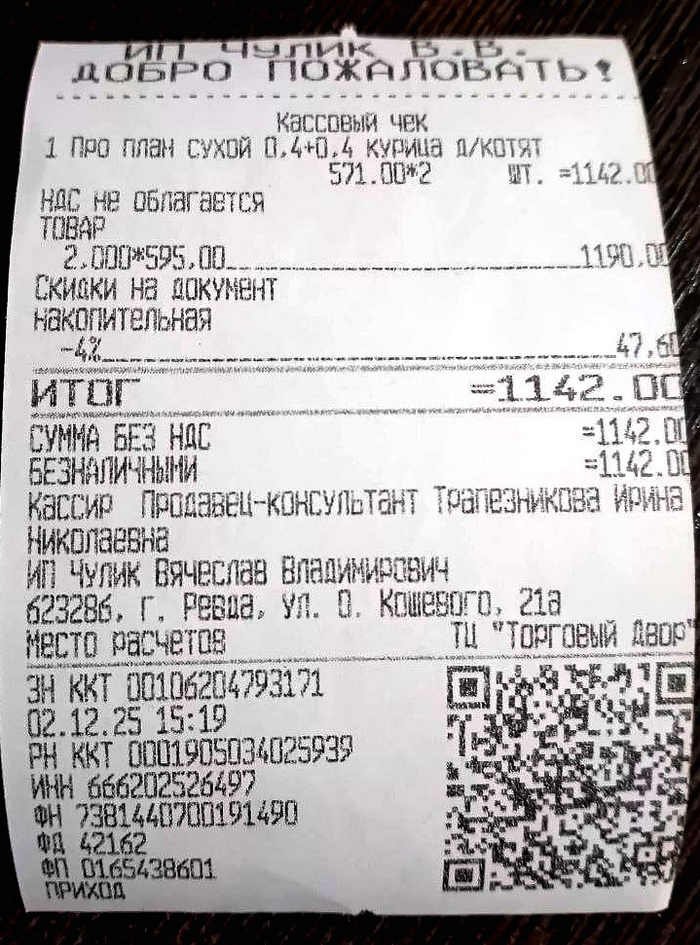 ИП ЧУЛИК В.В.
ДОБРО ПОЖАЛОВАТЬ!
Кассовый чек
1 Про план сухой 0,4+0,4 курица д/котят
571.00*2 шт. =1142.00
НДС не облагается
ТОВАР
2,000*595,00 1190,00
Скидки на документ
накопительная
-4% 47,60
ИТОГ =1142.00
СУММА БЕЗ НДС =1142.00
БЕЗНАЛИЧНЫМИ =1142.00
Кассир Продавец-консультант Трапезникова Ирина
Николаевна
ИП Чулик Вячеслав Владимирович
623286, г. Ревда, ул. О. Кошевого, 21а
Место расчетов ТЦ "Торговый Двор"
ЗН ККТ 00106204793171
02.12.25 15:19
РН ККТ 0001905034025939
ИНН 666202526497
ФН 7381440700191490
ФД 42162
ФП 0165438601
ПРИХОД